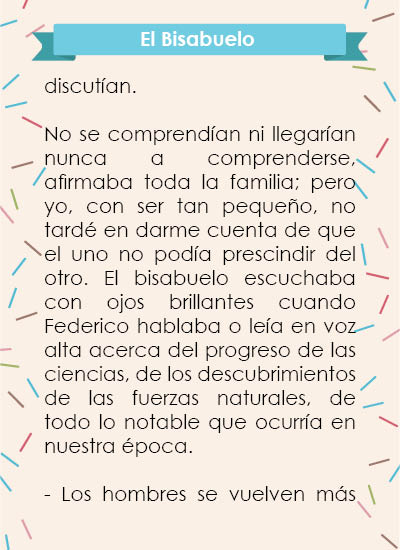 El Bisabuelo
discutían.
No se comprendían ni llegarían
nunca a comprenderse,
afirmaba toda la familia; pero
yo, con ser tan pequeño, no
tardé en darme cuenta de que
el uno no podía prescindir del
otro. El bisabuelo escuchaba
con ojos brillantes cuando
Federico hablaba o leía en voz
alta acerca del progreso de las
ciencias, de los descubrimientos
de las fuerzas naturales, de
todo lo notable que ocurría en
nuestra época.
- Los hombres se vuelven más